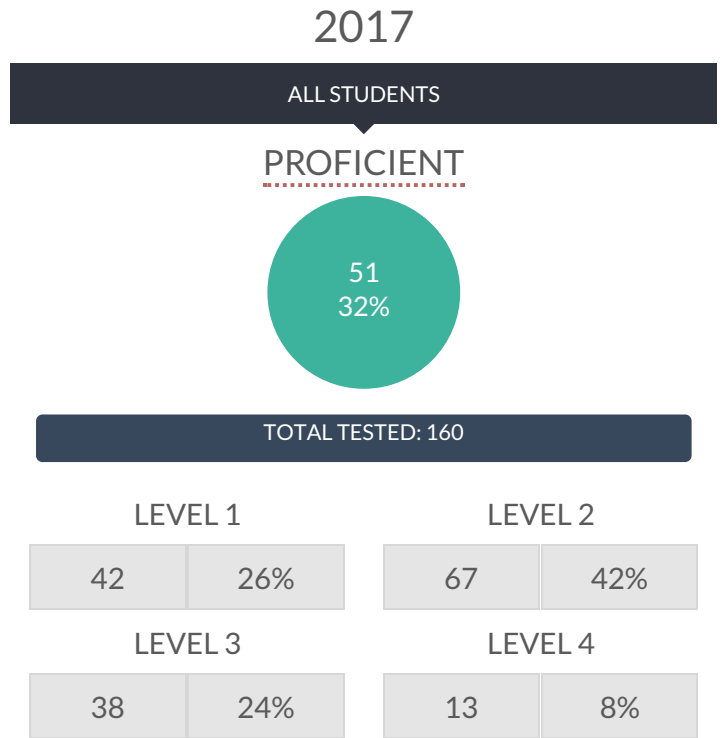 2017
ALL STUDENTS
PROFICIENT
51
32%
TOTAL TESTED: 160
LEVEL 1 LEVEL 2
42 26% 67 42%
LEVEL 3 LEVEL 4
38 24% 13 8%